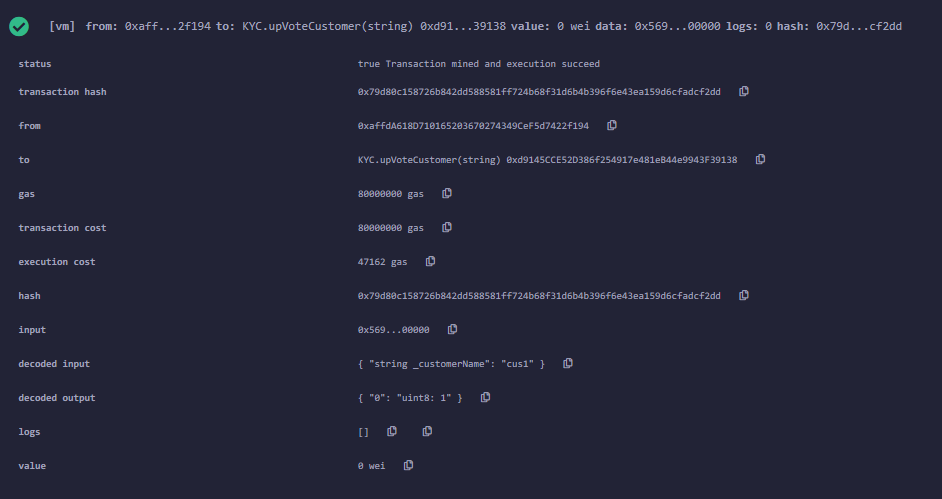 [vm] from: 0xaff...2f194 to: KYC.upVoteCustomer(string) 0xd91...39138 value: 0 wei data: 0x569...00000 logs: 0 hash: 0x79d...cf2dd
status true Transaction mined and execution succeed
transaction hash 0x79d80c158726b842dd588581ff724b68f31d6b4b396f6e43ea159d6cfadcf2dd
from 0xaffdA618D710165203670274349CeF5d7422f194
to KYC.upVoteCustomer(string) 0xd9145CCE52D386f254917e481eB44e9943F39138
gas 80000000 gas
transaction cost 80000000 gas
execution cost 47162 gas
hash 0x79d80c158726b842dd588581ff724b68f31d6b4b396f6e43ea159d6cfadcf2dd
input 0x569...00000
decoded input { "string _customerName": "cus1" }
decoded output { "0": "uint8: 1" }
logs []
value 0 wei